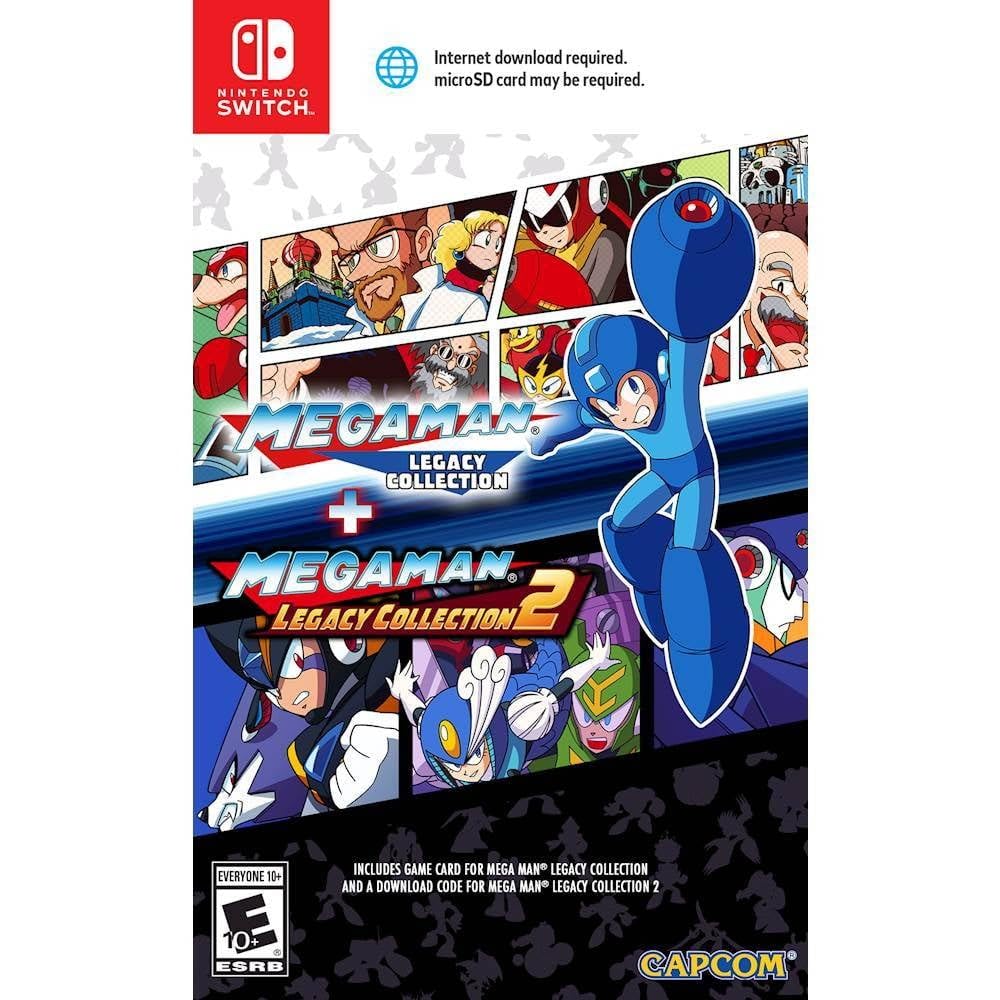 NINTENDO
SWITCH™
Internet download required.
microSD card may be required.
MEGAMAN®
LEGACY
COLLECTION
+
MEGAMAN®
LEGACY COLLECTION 2
INCLUDES GAME CARD FOR MEGA MAN® LEGACY COLLECTION
AND A DOWNLOAD CODE FOR MEGA MAN® LEGACY COLLECTION 2
EVERYONE 10+
E
10+
ESRB
CAPCOM®